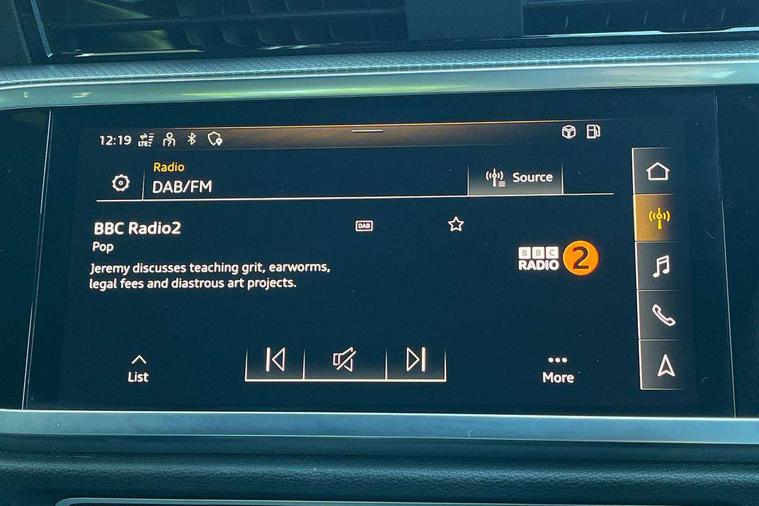 12:19 LTE
Radio
DAB/FM
Source
BBC Radio2
DAB
Pop
Jeremy discusses teaching grit, earworms,
legal fees and diastrous art projects.
BBC
RADIO 2
List
More